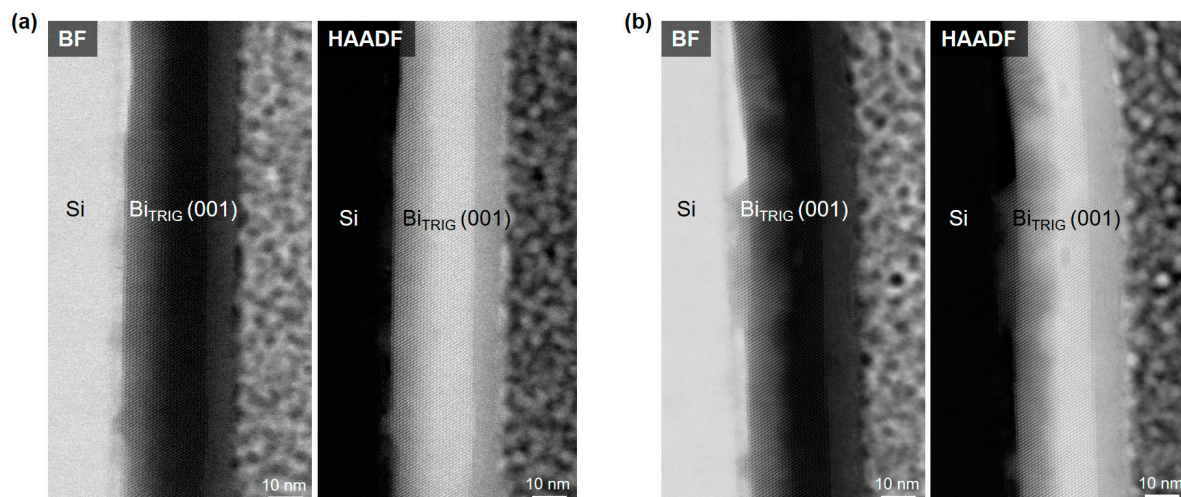 (a)
BF
HAADF
Si
Bi_TRIG (001)
Si
Bi_TRIG (001)
10 nm
10 nm
(b)
BF
HAADF
Si
Bi_TRIG (001)
Si
Bi_TRIG (001)
10 nm
10 nm